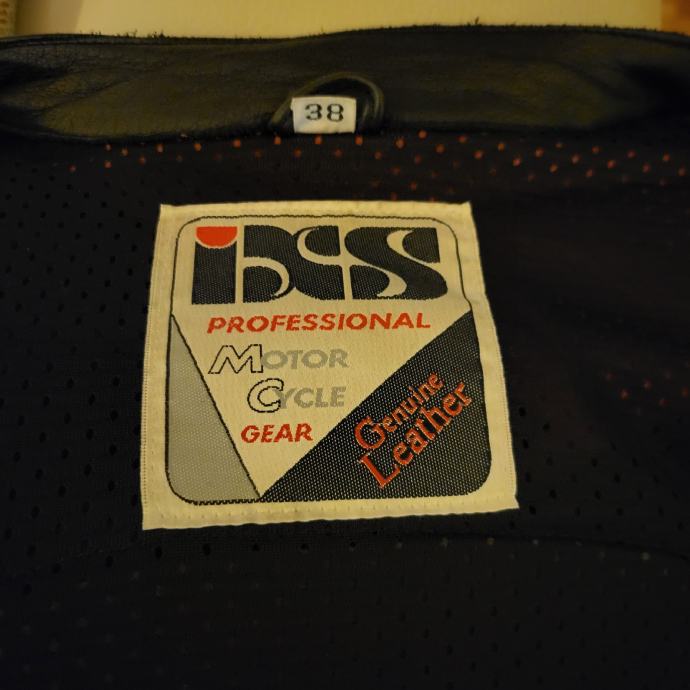 38
iXS
PROFESSIONAL
MOTOR
CYCLE
GEAR
Genuine
Leather